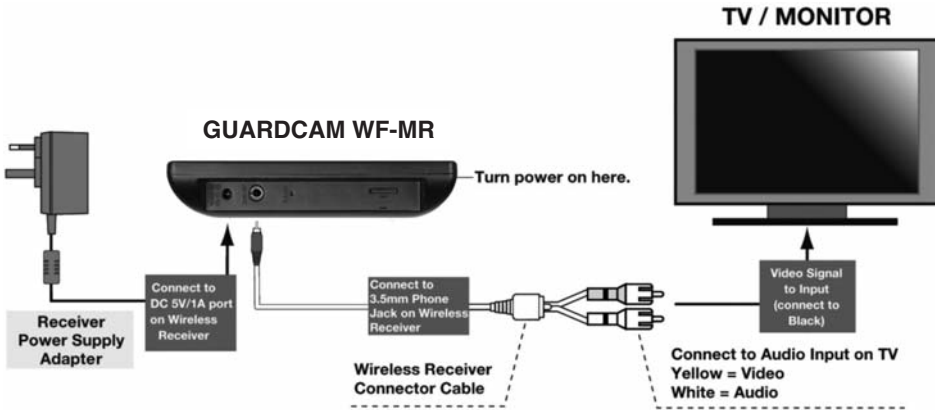 TV / MONITOR
GUARDCAM WF-MR
Turn power on here.
Connect to
DC 5V/1A port
on Wireless
Receiver
Connect to
3.5mm Phone
Jack on Wireless
Receiver
Video Signal
to Input
(connect to
Black)
Receiver
Power Supply
Adapter
Wireless Receiver
Connector Cable
Connect to Audio Input on TV
Yellow = Video
White = Audio